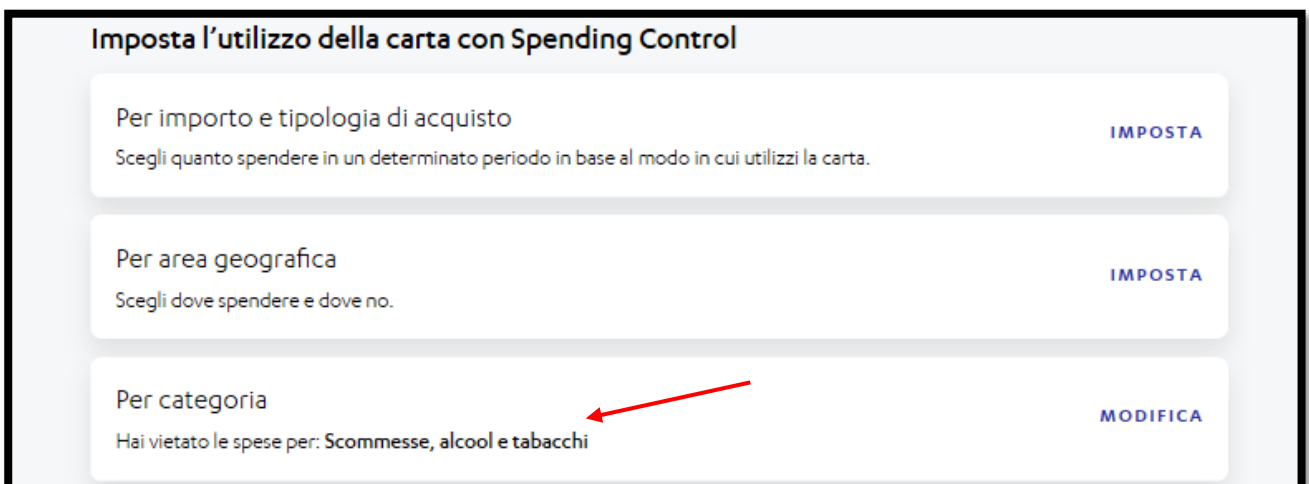 Imposta l'utilizzo della carta con Spending Control
Per importo e tipologia di acquisto
IMPOSTA
Scegli quanto spendere in un determinato periodo in base al modo in cui utilizzi la carta.
Per area geografica
IMPOSTA
Scegli dove spendere e dove no.
Per categoria
MODIFICA
Hai vietato le spese per: Scommesse, alcool e tabacchi